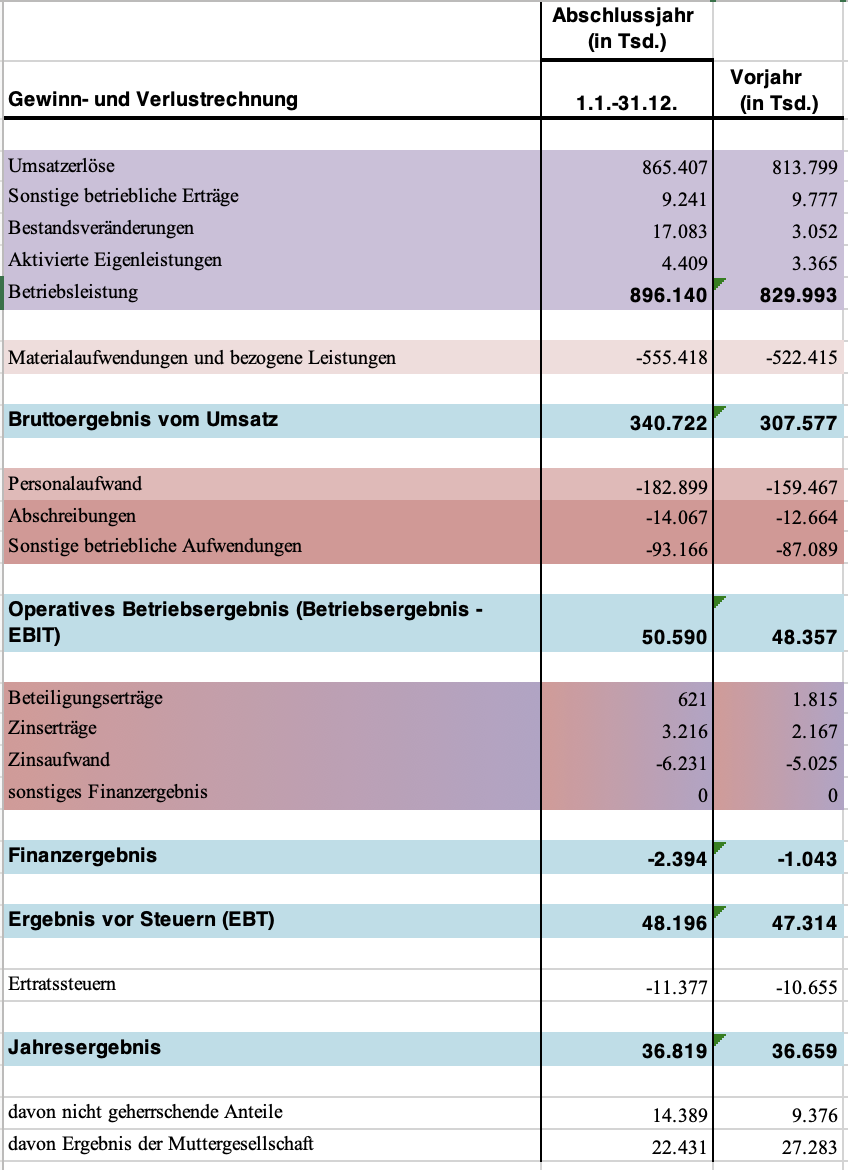 Abschlussjahr
(in Tsd.)
Vorjahr
Gewinn- und Verlustrechnung 1.1.-31.12. (in Tsd.)
Umsatzerlöse 865.407 813.799
Sonstige betriebliche Erträge 9.241 9.777
Bestandsveränderungen 17.083 3.052
Aktivierte Eigenleistungen 4.409 3.365
Betriebsleistung 896.140 829.993
Materialaufwendungen und bezogene Leistungen -555.418 -522.415
Bruttoergebnis vom Umsatz 340.722 307.577
Personalaufwand -182.899 -159.467
Abschreibungen -14.067 -12.664
Sonstige betriebliche Aufwendungen -93.166 -87.089
Operatives Betriebsergebnis (Betriebsergebnis -
EBIT) 50.590 48.357
Beteiligungserträge 621 1.815
Zinserträge 3.216 2.167
Zinsaufwand -6.231 -5.025
sonstiges Finanzergebnis 0 0
Finanzergebnis -2.394 -1.043
Ergebnis vor Steuern (EBT) 48.196 47.314
Ertratssteuern -11.377 -10.655
Jahresergebnis 36.819 36.659
davon nicht geherrschende Anteile 14.389 9.376
davon Ergebnis der Muttergesellschaft 22.431 27.283